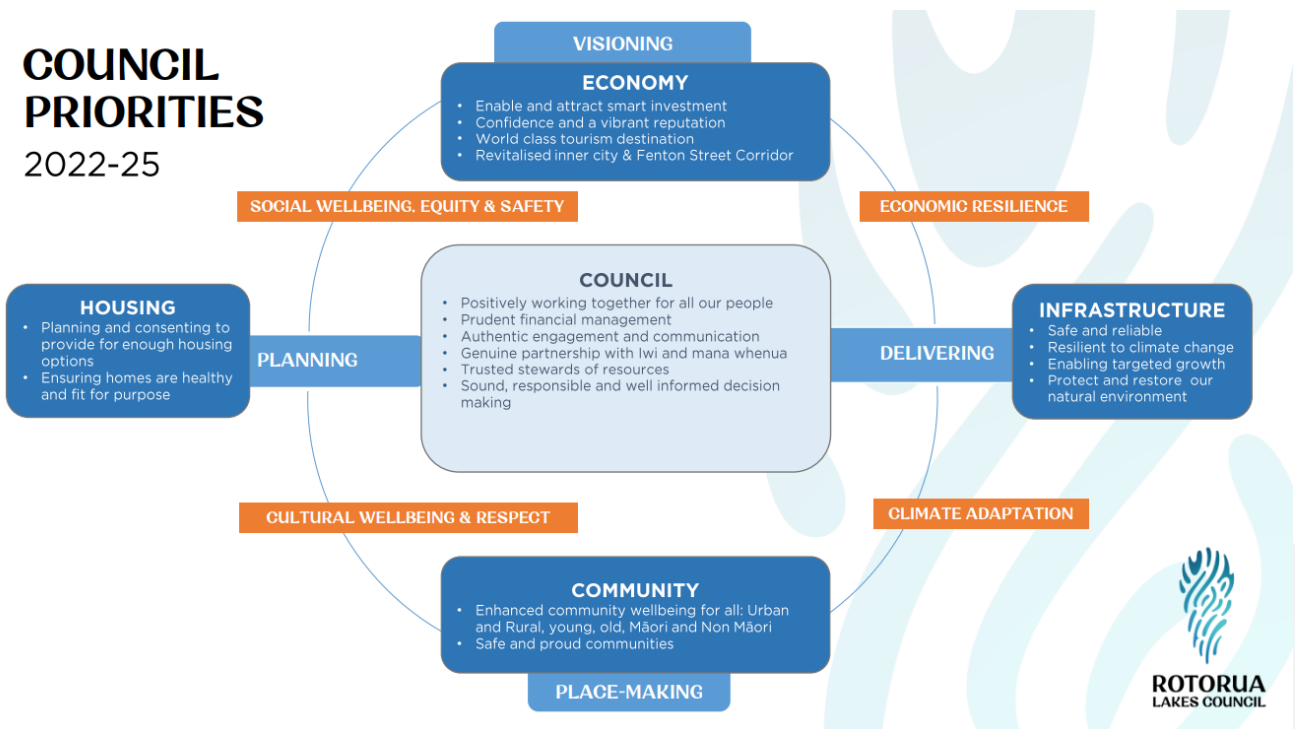 COUNCIL
PRIORITIES
2022-25
VISIONING
ECONOMY
• Enable and attract smart investment
• Confidence and a vibrant reputation
• World class tourism destination
• Revitalised inner city & Fenton Street Corridor
SOCIAL WELLBEING, EQUITY & SAFETY
ECONOMIC RESILIENCE
HOUSING
• Planning and consenting to
provide for enough housing
options
• Ensuring homes are healthy
and fit for purpose
PLANNING
COUNCIL
• Positively working together for all our people
• Prudent financial management
• Authentic engagement and communication
• Genuine partnership with Iwi and mana whenua
• Trusted stewards of resources
• Sound, responsible and well informed decision
making
DELIVERING
INFRASTRUCTURE
• Safe and reliable
• Resilient to climate change
• Enabling targeted growth
• Protect and restore our
natural environment
CULTURAL WELLBEING & RESPECT
CLIMATE ADAPTATION
COMMUNITY
• Enhanced community wellbeing for all: Urban
and Rural, young, old, Māori and Non Māori
• Safe and proud communities
PLACE-MAKING
ROTORUA
LAKES COUNCIL